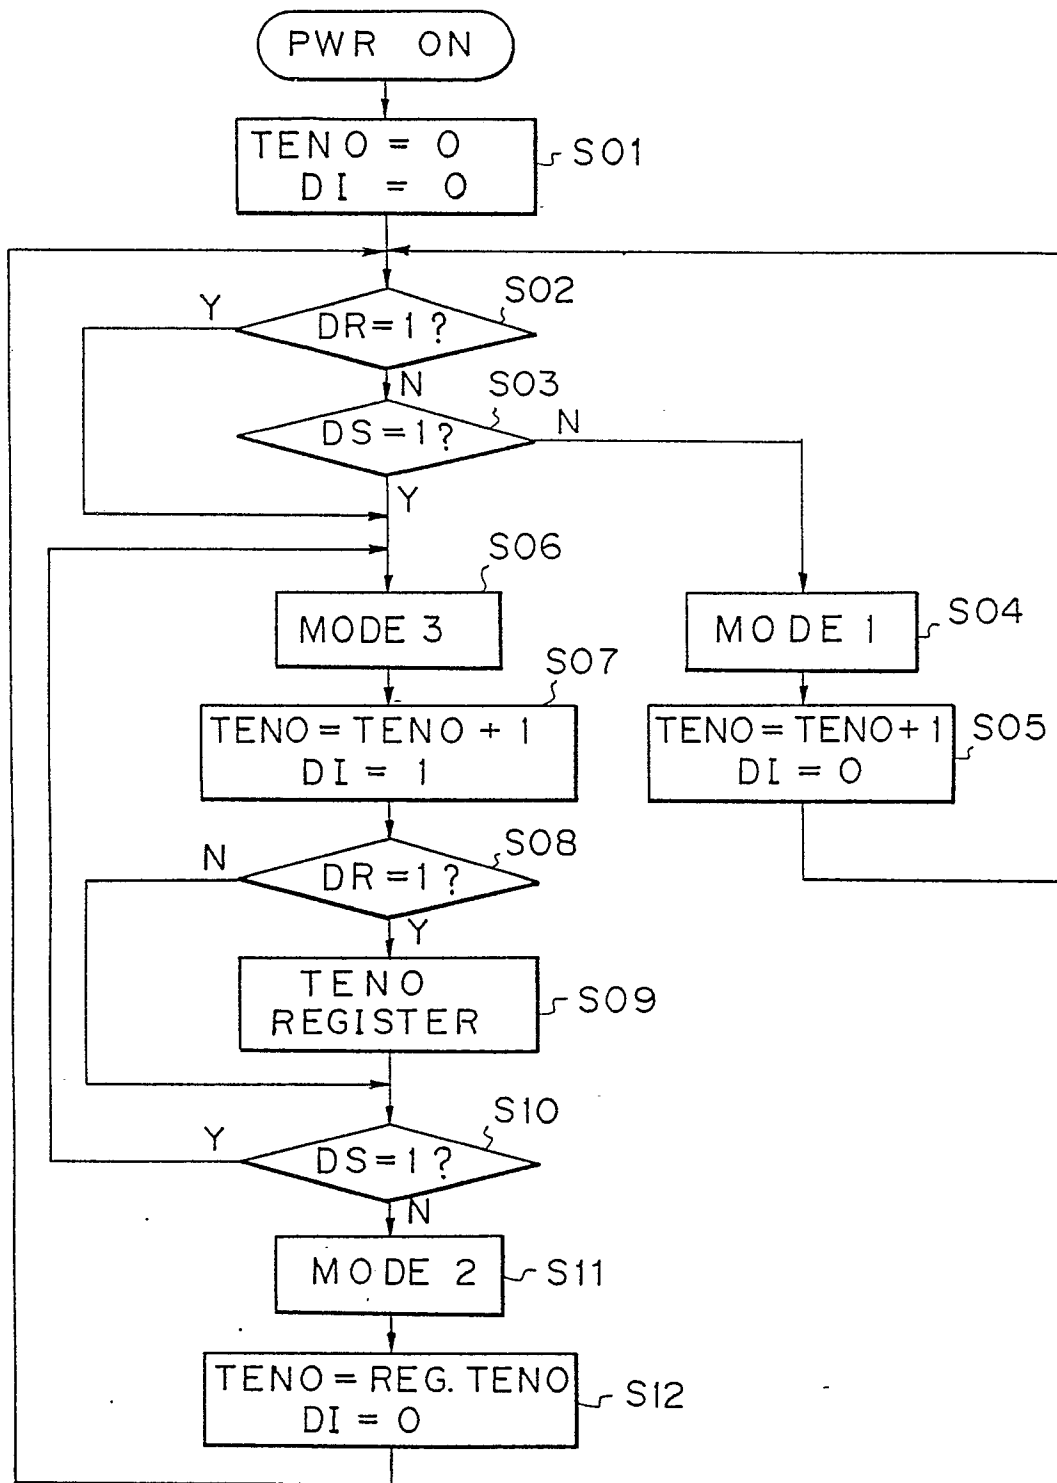 PWR ON
TENO = 0
DI = 0
S01
DR=1?
S02
Y
N
DS=1?
S03
N
Y
MODE 3
S06
MODE 1
S04
TENO=TENO+1
DI = 1
S07
TENO=TENO+1
DI = 0
S05
DR=1?
S08
N
Y
TENO
REGISTER
S09
DS=1?
S10
Y
N
MODE 2
S11
TENO=REG. TENO
DI = 0
S12